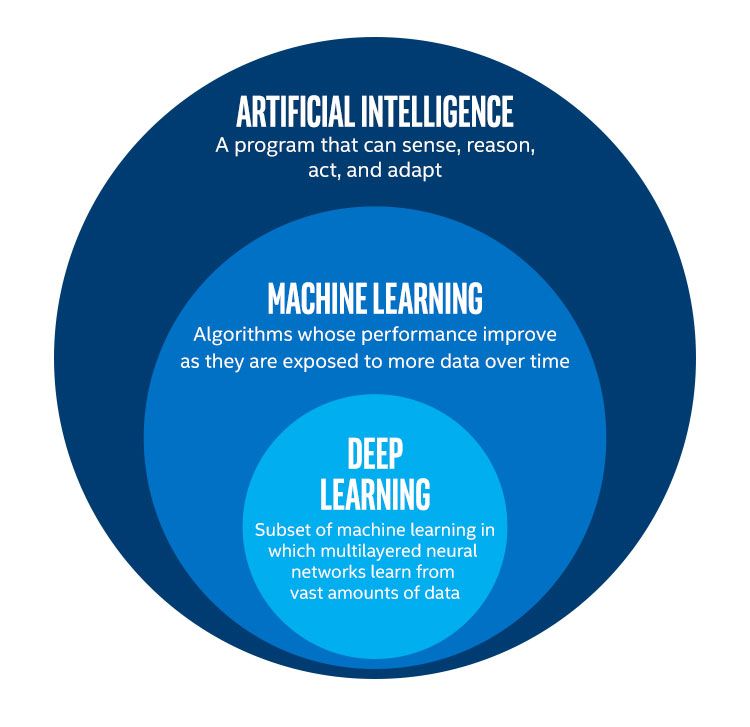 ARTIFICIAL INTELLIGENCE
A program that can sense, reason,
act, and adapt
MACHINE LEARNING
Algorithms whose performance improve
as they are exposed to more data over time
DEEP
LEARNING
Subset of machine learning in
which multilayered neural
networks learn from
vast amounts of data